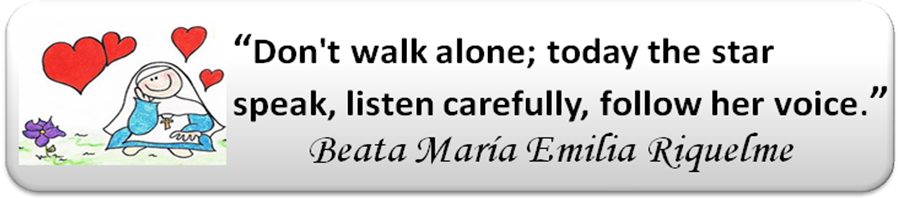 “Don't walk alone; today the star
speak, listen carefully, follow her voice.”
Beata María Emilia Riquelme